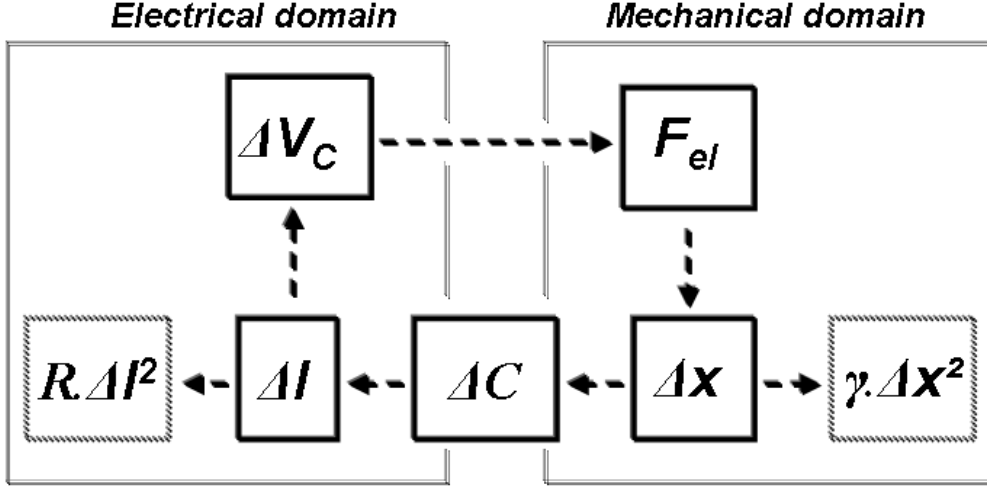 Electrical domain
Mechanical domain
ΔV_C
F_el
R.ΔI²
ΔI
ΔC
Δx
γ.Δx²